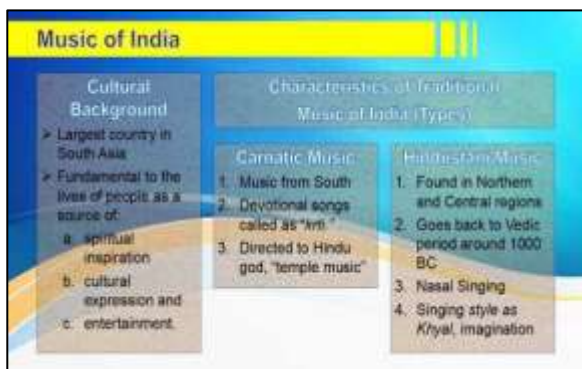 Music of India
Cultural
Background
➤ Largest country in
South Asia
➤ Fundamental to the
lives of people as a
source of:
a. spiritual
inspiration
b. cultural
expression and
c. entertainment.
Characteristics of Traditional
Music of India (Types)
Carnatic Music
1. Music from South
2. Devotional songs
called as "kriti."
3. Directed to Hindu
god, "temple music"
Hindustani Music
1. Found in Northern
and Central regions
2. Goes back to Vedic
period around 1000
BC
3. Nasal Singing
4. Singing style as
Khyal, imagination